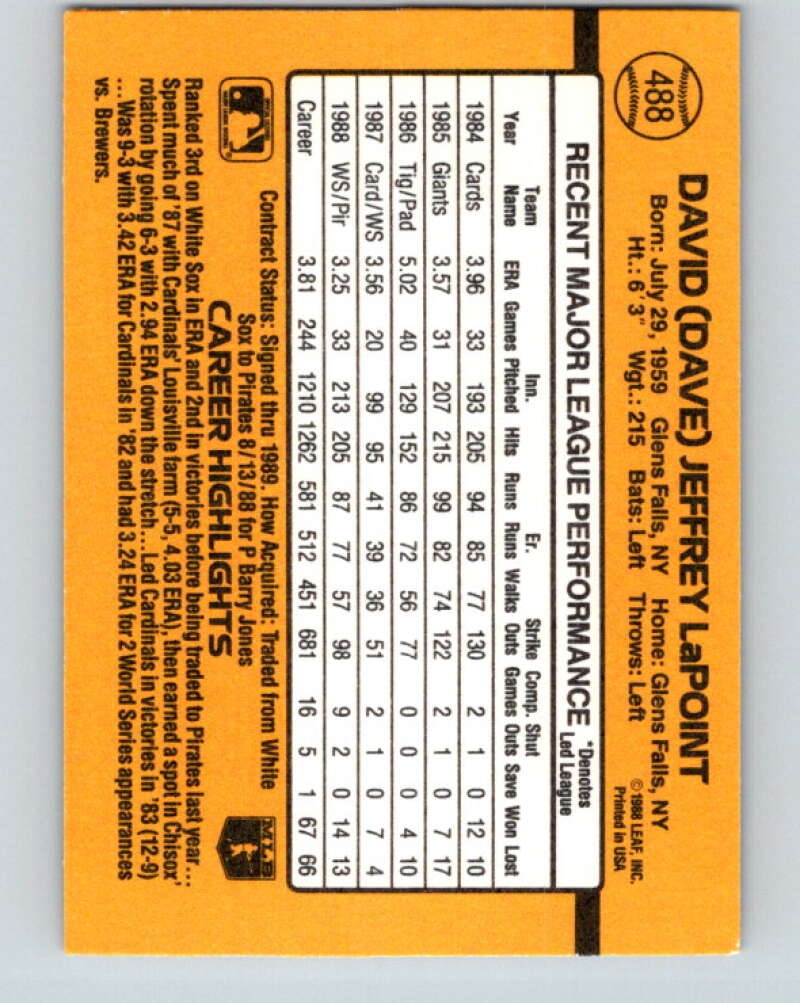 488
DAVID (DAVE) JEFFREY LaPOINT
Born: July 29, 1959 Glens Falls, NY Home: Glens Falls, NY
Ht.: 6' 3" Wgt.: 215 Bats: Left Throws: Left
© 1988 LEAF, INC.
Printed in USA
RECENT MAJOR LEAGUE PERFORMANCE *Denotes Led League
Year Team Name ERA Games Inn. Pitched Hits Runs Er. Runs Walks Strike Outs Comp. Games Shut Outs Save Won Lost
1984 Cards 3.96 33 193 205 94 85 77 130 2 1 0 12 10
1985 Giants 3.57 31 207 215 99 82 74 122 2 1 0 7 17
1986 Tig/Pad 5.02 40 129 152 86 72 56 77 0 0 0 4 10
1987 Card/WS 3.56 20 99 95 41 39 36 51 2 1 0 7 4
1988 WS/Pir 3.25 33 213 205 87 77 57 98 9 2 0 14 13
Career 3.81 244 1210 1262 581 512 451 681 16 5 1 67 66
Contract Status: Signed thru 1989. How Acquired: Traded from White
Sox to Pirates 8/13/88 for P Barry Jones
CAREER HIGHLIGHTS
MLB
Ranked 3rd on White Sox in ERA and 2nd in victories before being traded to Pirates last year...
Spent much of '87 with Cardinals' Louisville farm (5-5, 4.03 ERA), then earned a spot in Chisox'
rotation by going 6-3 with 2.94 ERA down the stretch...Led Cardinals in victories in '83 (12-9)
...Was 9-3 with 3.42 ERA for Cardinals in '82 and had 3.24 ERA for 2 World Series appearances
vs. Brewers.